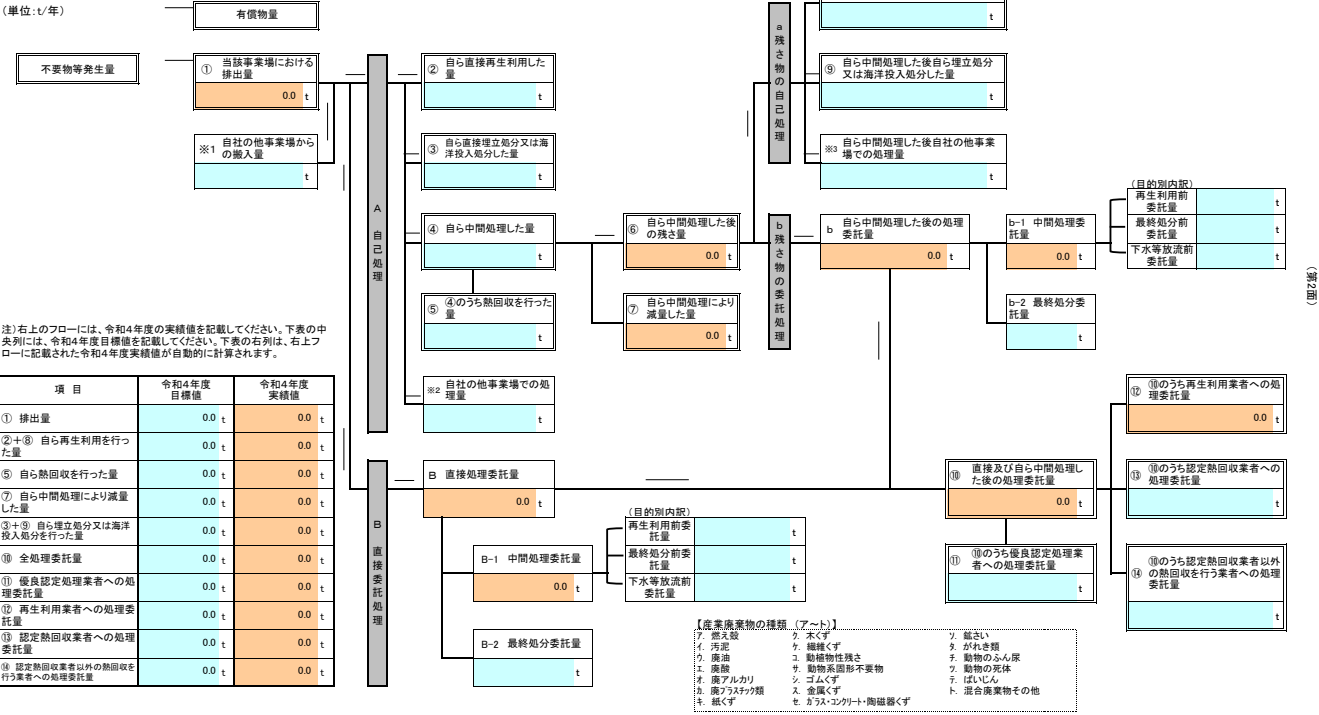 (単位:t/年)
有償物量
不要物等発生量
① 当該事業場における
排出量
0.0 t
※1 自社の他事業場から
の搬入量
t
A 自己処理
② 自ら直接再生利用した
量
t
③ 自ら直接埋立処分又は海
洋投入処分した量
t
④ 自ら中間処理した量
t
⑤ ④のうち熱回収を行った
量
t
※2 自社の他事業場での処
理量
t
⑥ 自ら中間処理した後
の残さ量
0.0 t
⑦ 自ら中間処理により
減量した量
0.0 t
a 残さ物の自己処理
t
⑨ 自ら中間処理した後自ら埋立処分
又は海洋投入処分した量
t
※3 自ら中間処理した後自社の他事業
場での処理量
t
b 残さ物の委託処理
b 自ら中間処理した後の処理
委託量
0.0 t
b-1 中間処理委
託量
0.0 t
(目的別内訳)
再生利用前
委託量 t
最終処分前
委託量 t
下水等放流前
委託量 t
b-2 最終処分委
託量
t
(第2面)
注)右上のフローには、令和4年度の実績値を記載してください。下表の中
央列には、令和4年度目標値を記載してください。下表の右列は、右上フ
ローに記載された令和4年度実績値が自動的に計算されます。
項 目 令和4年度
目標値 令和4年度
実績値
① 排出量 0.0 t 0.0 t
②+⑧ 自ら再生利用を行っ
た量 0.0 t 0.0 t
⑤ 自ら熱回収を行った量 0.0 t 0.0 t
⑦ 自ら中間処理により減量
した量 0.0 t 0.0 t
③+⑨ 自ら埋立処分又は海洋
投入処分を行った量 0.0 t 0.0 t
⑩ 全処理委託量 0.0 t 0.0 t
⑪ 優良認定処理業者への処
理委託量 0.0 t 0.0 t
⑫ 再生利用業者への処理委
託量 0.0 t 0.0 t
⑬ 認定熱回収業者への処理
委託量 0.0 t 0.0 t
⑭ 認定熱回収業者以外の熱回収を
行う業者への処理委託量 0.0 t 0.0 t
B 直接委託処理
B 直接処理委託量
0.0 t
B-1 中間処理委託量
0.0 t
(目的別内訳)
再生利用前委
託量 t
最終処分前委
託量 t
下水等放流前
委託量 t
B-2 最終処分委託量
t
⑩ 直接及び自ら中間処理し
た後の処理委託量
0.0 t
⑪ ⑩のうち優良認定処理業
者への処理委託量
t
⑫ ⑩のうち再生利用業者への処
理委託量
0.0 t
⑬ ⑩のうち認定熱回収業者への
処理委託量
t
⑭ ⑩のうち認定熱回収業者以外
の熱回収を行う業者への処理
委託量
t
【産業廃棄物の種類 (ア~ト)】
ア. 燃え殻 ク. 木くず ソ. 鉱さい
イ. 汚泥 ケ. 繊維くず タ. がれき類
ウ. 廃油 コ. 動植物性残さ チ. 動物のふん尿
エ. 廃酸 サ. 動物系固形不要物 ツ. 動物の死体
オ. 廃アルカリ シ. ゴムくず テ. ばいじん
カ. 廃プラスチック類 ス. 金属くず ト. 混合廃棄物その他
キ. 紙くず セ. ガラス・コンクリート・陶磁器くず